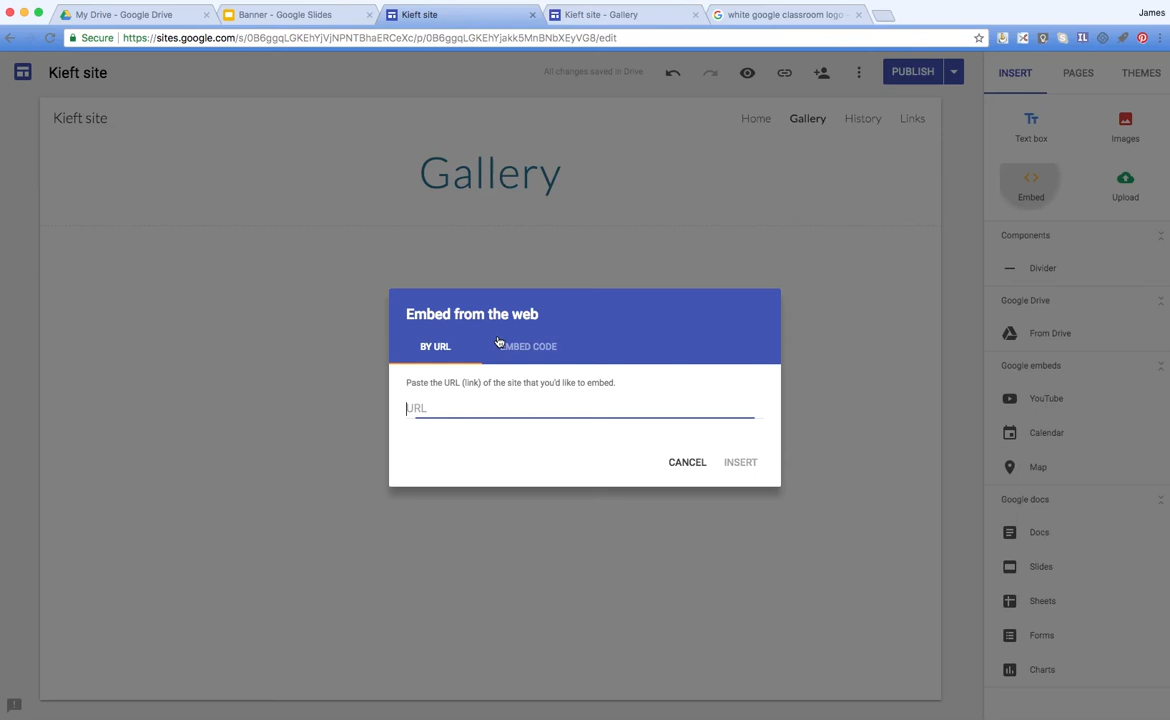 My Drive - Google Drive
Banner - Google Slides
Kieft site
Kieft site - Gallery
white google classroom logo -
James
Secure
https://sites.google.com/s/0B6ggqLGKEhYjVjNPNTBhaERCeXc/p/0B6ggqLGKEhYjakk5MnBNbXEyVG8/edit
Kieft site
All changes saved in Drive
PUBLISH
INSERT
PAGES
THEMES
Kieft site
Home
Gallery
History
Links
Gallery
Tt
Text box
Images
Embed
Upload
Components
Divider
Google Drive
From Drive
Google embeds
YouTube
Calendar
Map
Google docs
Docs
Slides
Sheets
Forms
Charts
Embed from the web
BY URL
EMBED CODE
Paste the URL (link) of the site that you'd like to embed.
URL
CANCEL
INSERT